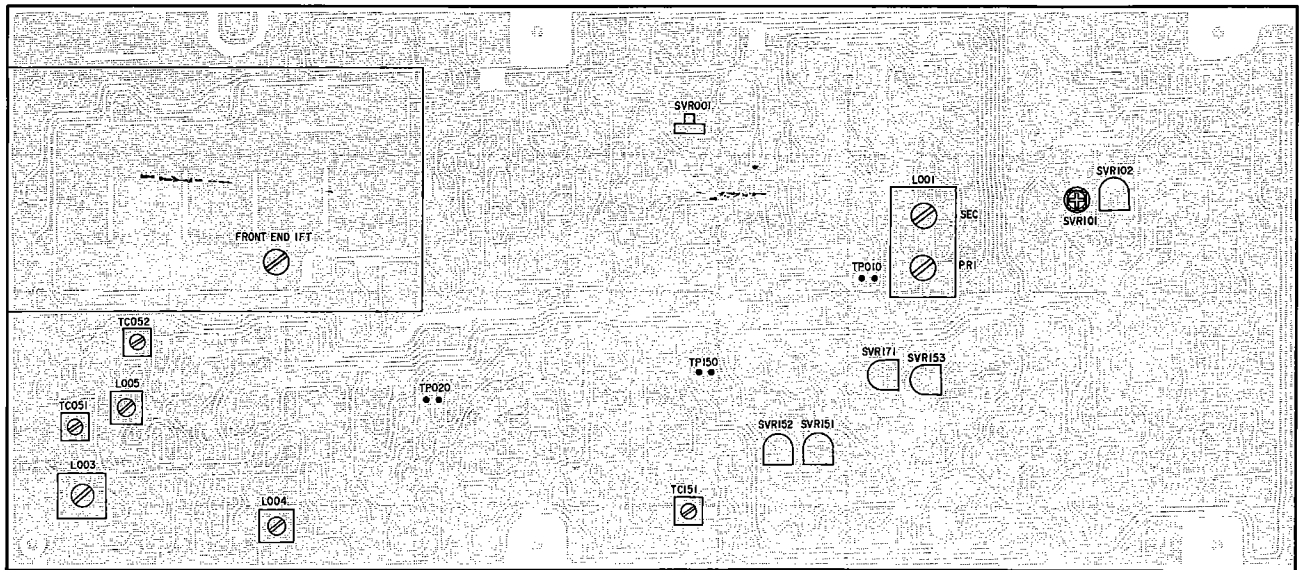 SVR001
L001
SVR102
SEC
SVR101
FRONT END IFT
PRI
TP010
TC052
TP150
SVR171
SVR153
L005
TP020
TC051
SVR152
SVR151
L003
TC151
L004